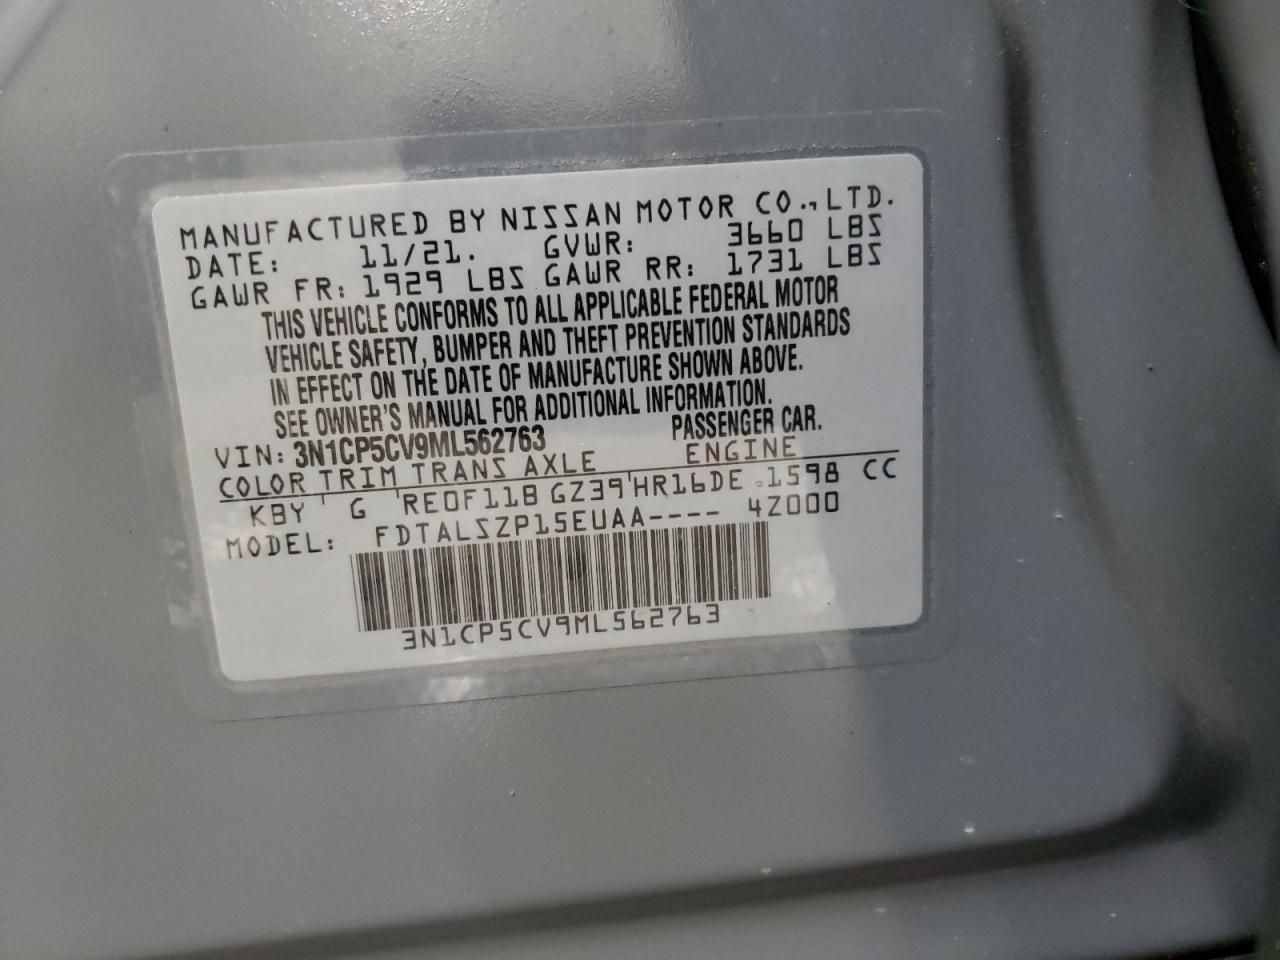 MANUFACTURED BY NISSAN MOTOR CO., LTD.
DATE: 11/21. GVWR: 3660 LBS
GAWR FR: 1929 LBS GAWR RR: 1731 LBS
THIS VEHICLE CONFORMS TO ALL APPLICABLE FEDERAL MOTOR
VEHICLE SAFETY, BUMPER AND THEFT PREVENTION STANDARDS
IN EFFECT ON THE DATE OF MANUFACTURE SHOWN ABOVE.
SEE OWNER'S MANUAL FOR ADDITIONAL INFORMATION.
VIN: 3N1CP5CV9ML562763 PASSENGER CAR.
COLOR TRIM TRANS AXLE ENGINE
KBY ' G 'RE0F11B GZ39'HR16DE .1598 CC
MODEL: FDTALSZP15EUAA---- 4Z000
3N1CP5CV9ML562763